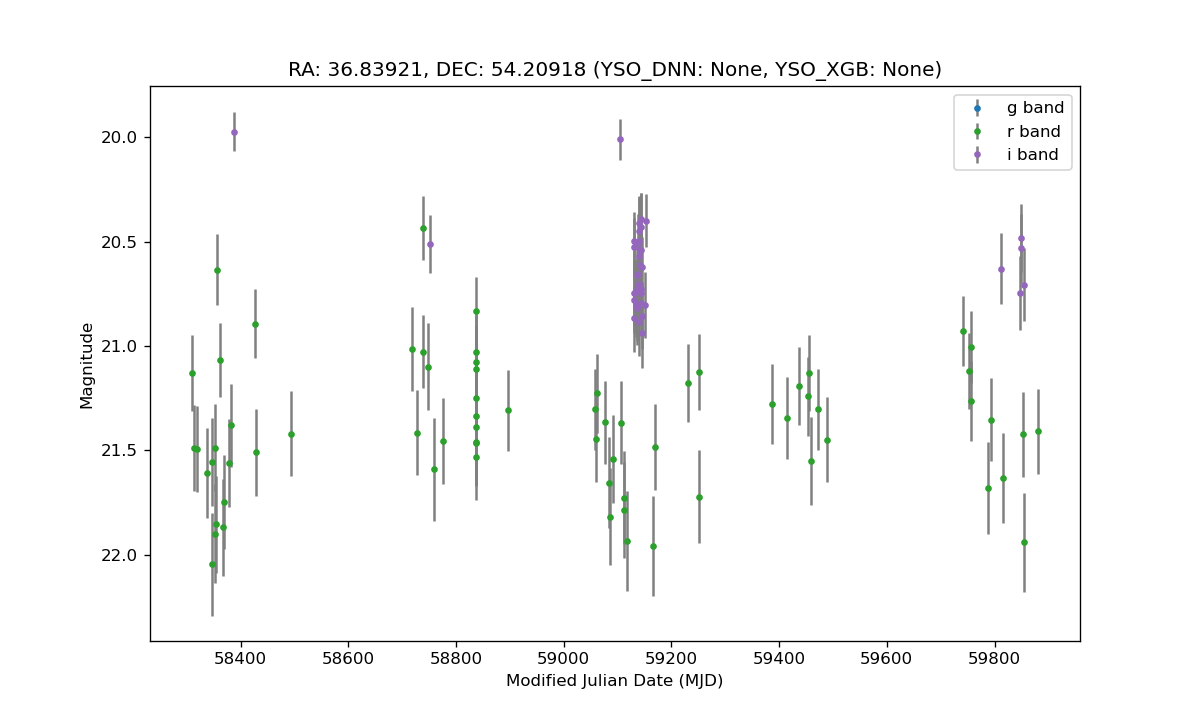 RA: 36.83921, DEC: 54.20918 (YSO_DNN: None, YSO_XGB: None)
g band
r band
i band
20.0
20.5
21.0
21.5
22.0
Magnitude
58400 58600 58800 59000 59200 59400 59600 59800
Modified Julian Date (MJD)